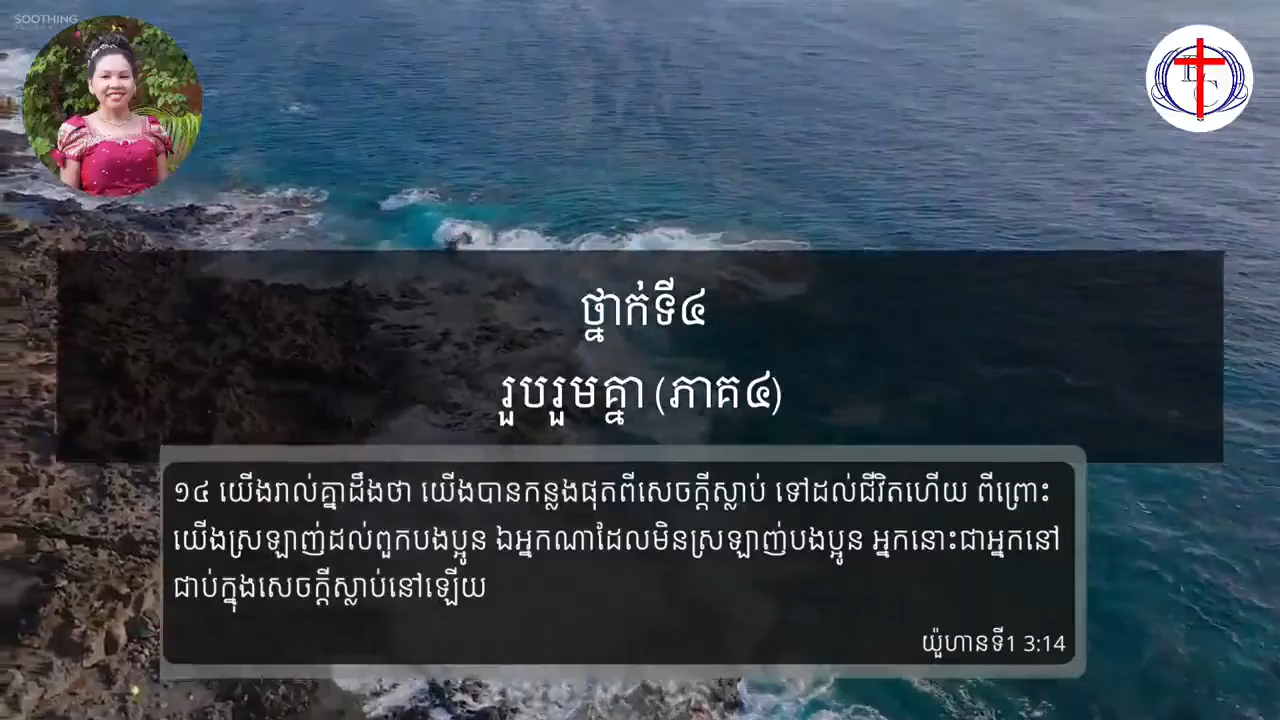 SOOTHING
ថ្នាក់ទី៤
រួបរួមគ្នា (ភាគ៤)
១៤ យើងរាល់គ្នាដឹងថា យើងបានកន្លងផុតពីសេចក្ដីស្លាប់ ទៅដល់ជីវិតហើយ ពីព្រោះ
យើងស្រឡាញ់ដល់ពួកបងប្អូន ឯអ្នកណាដែលមិនស្រឡាញ់បងប្អូន អ្នកនោះជាអ្នកនៅ
ជាប់ក្នុងសេចក្ដីស្លាប់នៅឡើយ
យ៉ូហានទី1 3:14